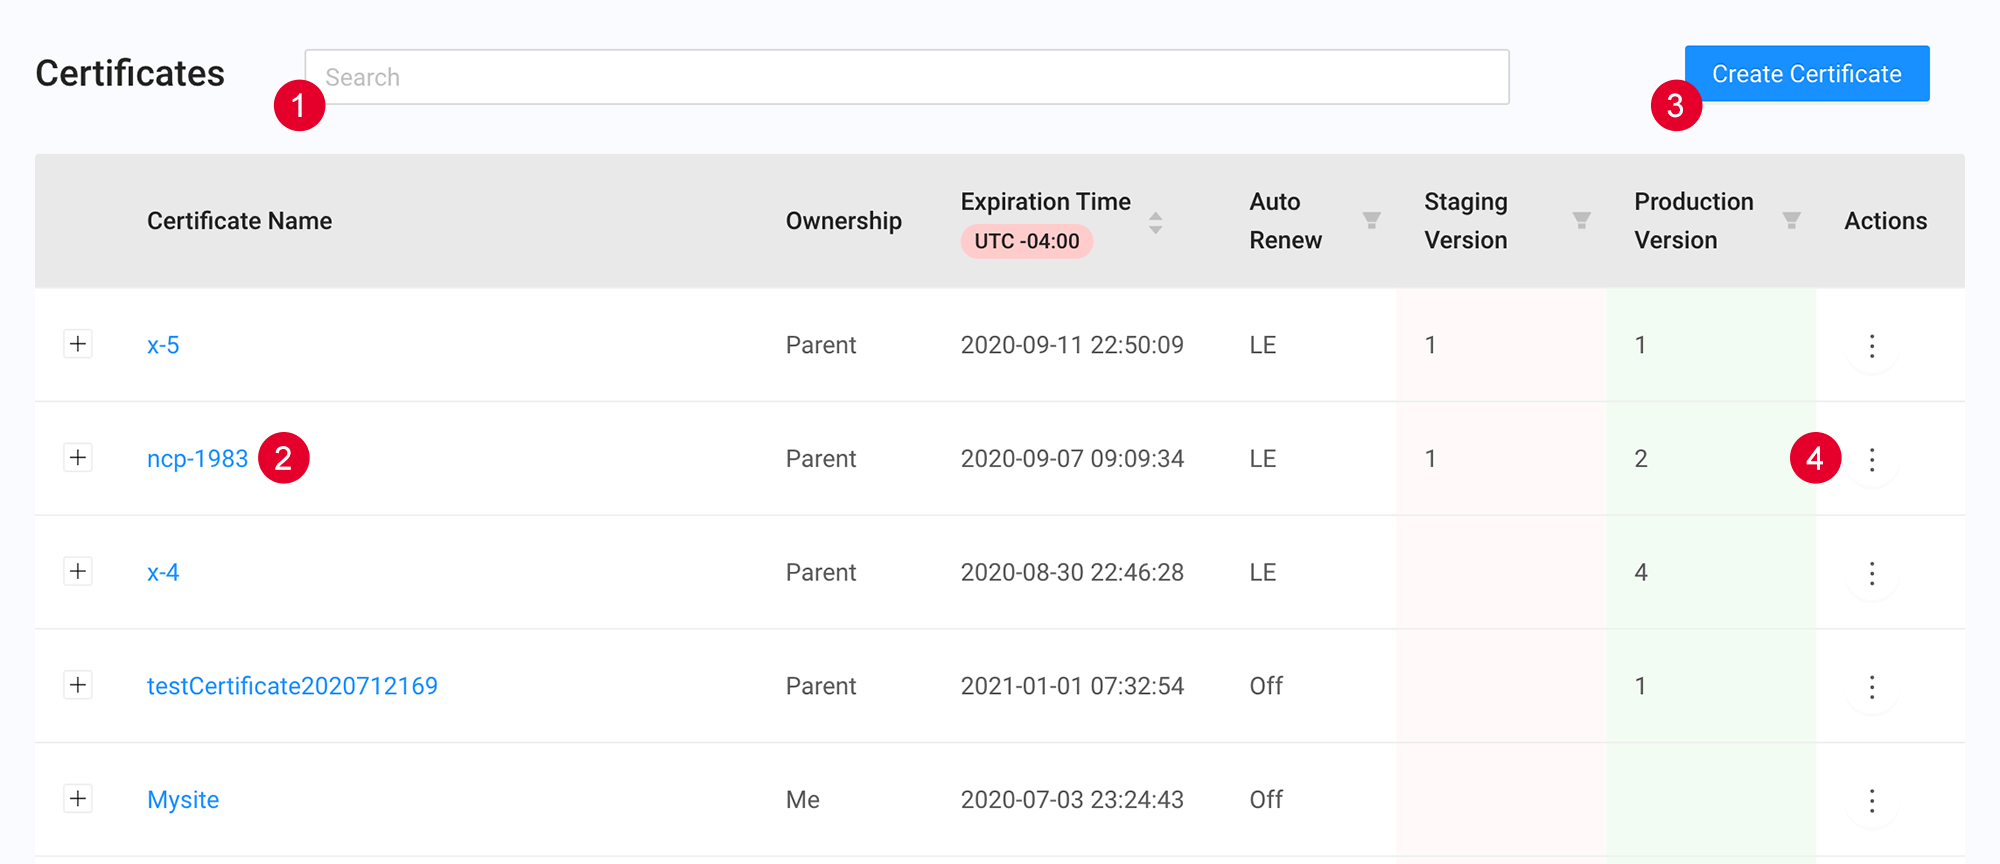 Certificates
Search
1
Create Certificate
3
Certificate Name
Ownership
Expiration Time
UTC -04:00
Auto
Renew
Staging
Version
Production
Version
Actions
x-5 Parent 2020-09-11 22:50:09 LE 1 1
ncp-1983 2 Parent 2020-09-07 09:09:34 LE 1 2 4
x-4 Parent 2020-08-30 22:46:28 LE 4
testCertificate2020712169 Parent 2021-01-01 07:32:54 Off 1
Mysite Me 2020-07-03 23:24:43 Off